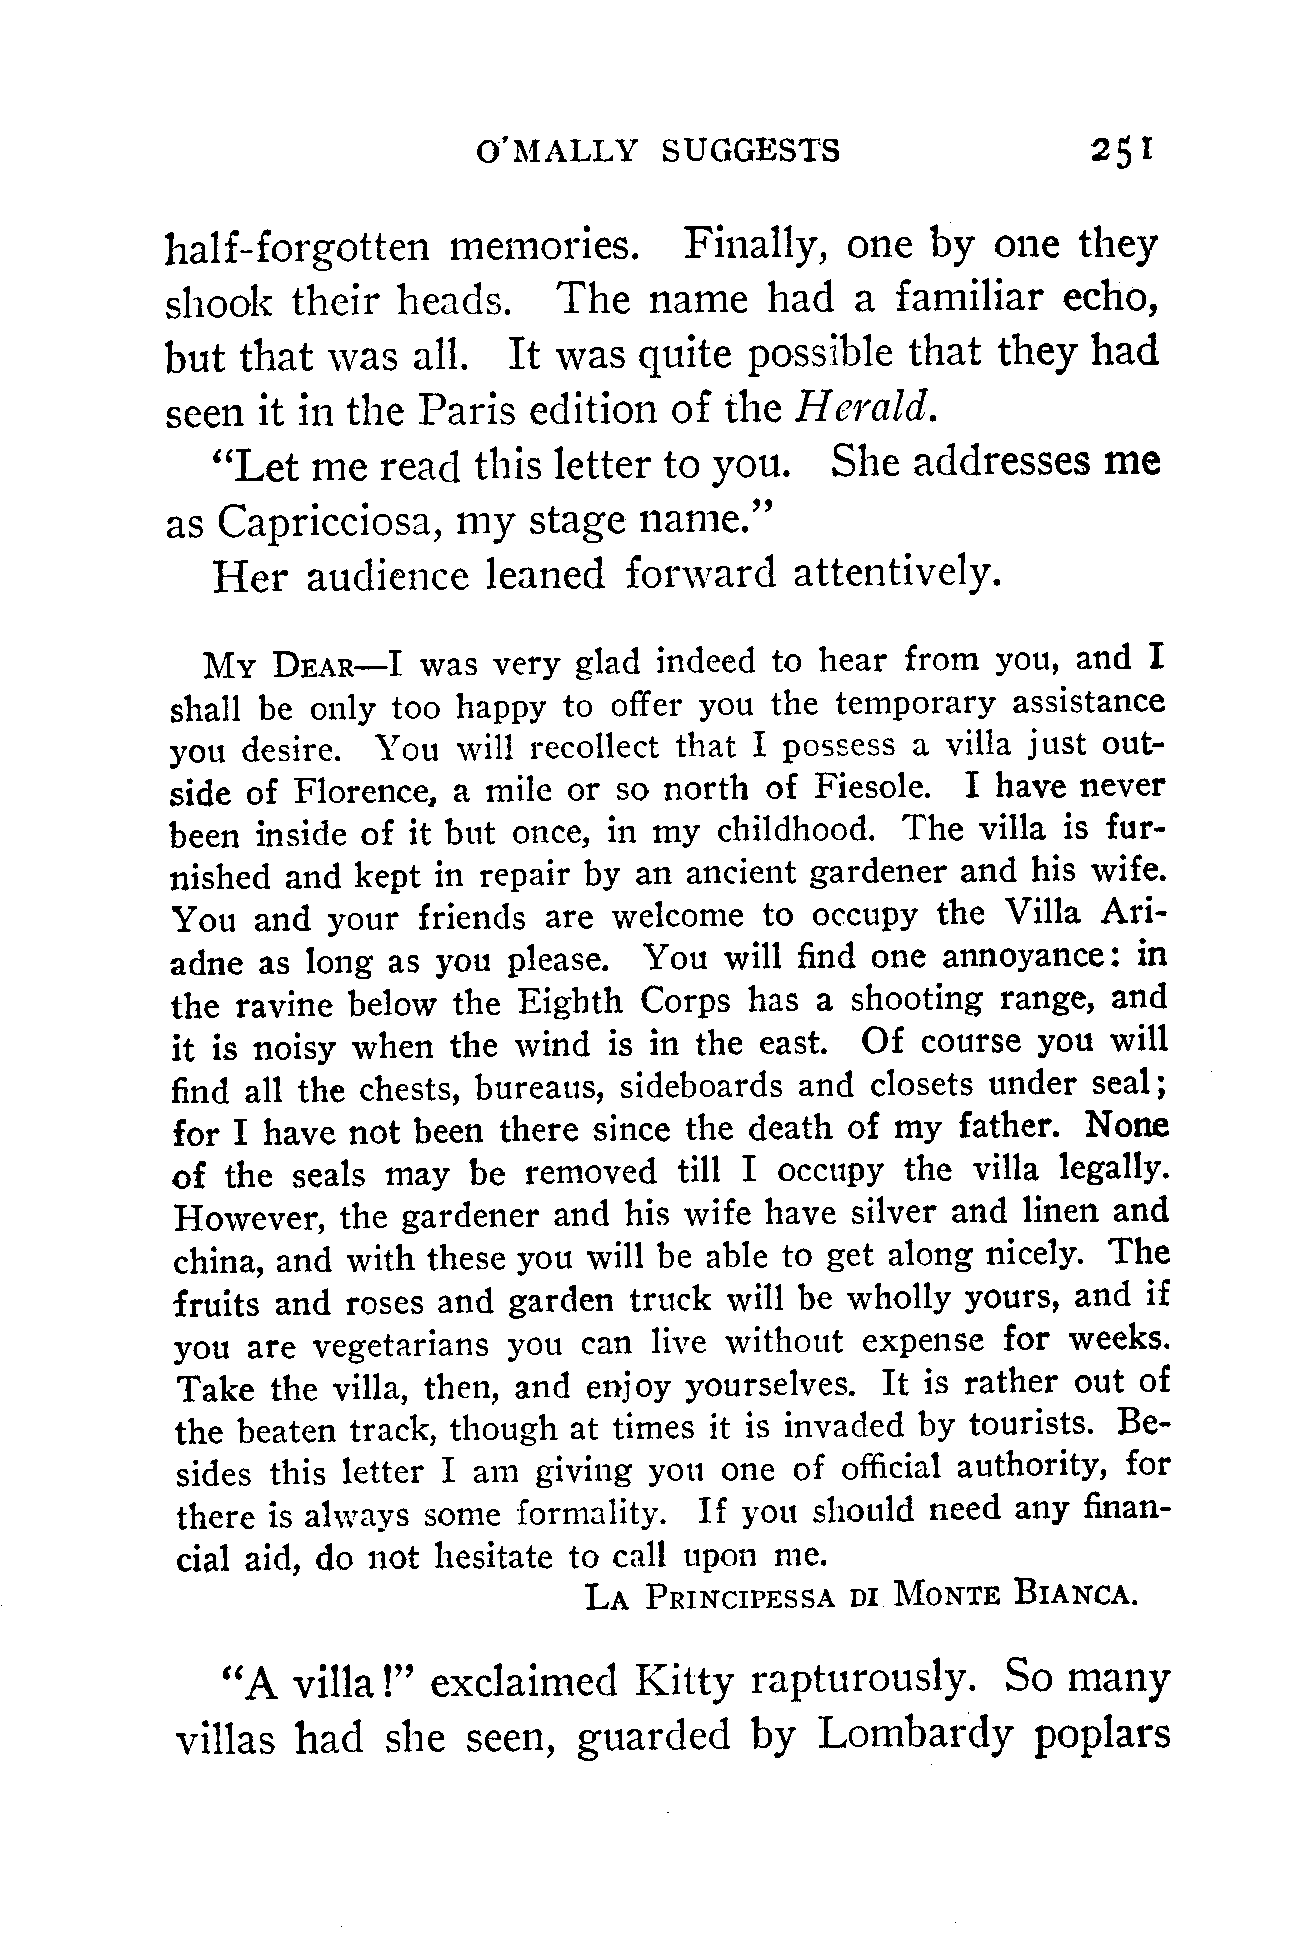 O'MALLY SUGGESTS 251
half-forgotten memories. Finally, one by one they
shook their heads. The name had a familiar echo,
but that was all. It was quite possible that they had
seen it in the Paris edition of the Herald.
“Let me read this letter to you. She addresses me
as Capricciosa, my stage name.”
Her audience leaned forward attentively.
MY DEAR—I was very glad indeed to hear from you, and I
shall be only too happy to offer you the temporary assistance
you desire. You will recollect that I possess a villa just out-
side of Florence, a mile or so north of Fiesole. I have never
been inside of it but once, in my childhood. The villa is fur-
nished and kept in repair by an ancient gardener and his wife.
You and your friends are welcome to occupy the Villa Ari-
adne as long as you please. You will find one annoyance: in
the ravine below the Eighth Corps has a shooting range, and
it is noisy when the wind is in the east. Of course you will
find all the chests, bureaus, sideboards and closets under seal;
for I have not been there since the death of my father. None
of the seals may be removed till I occupy the villa legally.
However, the gardener and his wife have silver and linen and
china, and with these you will be able to get along nicely. The
fruits and roses and garden truck will be wholly yours, and if
you are vegetarians you can live without expense for weeks.
Take the villa, then, and enjoy yourselves. It is rather out of
the beaten track, though at times it is invaded by tourists. Be-
sides this letter I am giving you one of official authority, for
there is always some formality. If you should need any finan-
cial aid, do not hesitate to call upon me.
LA PRINCIPESSA DI MONTE BIANCA.
“A villa!” exclaimed Kitty rapturously. So many
villas had she seen, guarded by Lombardy poplars